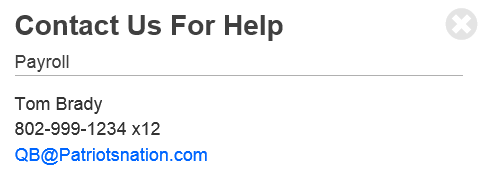 Contact Us For Help
Payroll
Tom Brady
802-999-1234 x12
QB@Patriotsnation.com